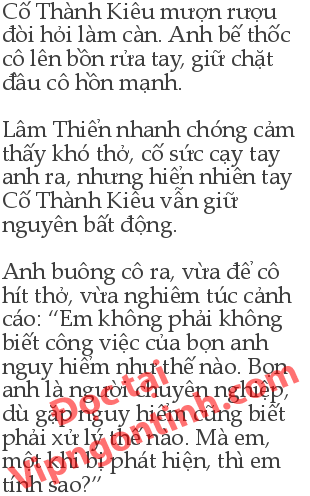 Cố Thành Kiêu mượn rượu
đòi hỏi làm càn. Anh bế thốc
cô lên bồn rửa tay, giữ chặt
đầu cô hôn mạnh.

Lâm Thiển nhanh chóng cảm
thấy khó thở, cố sức cạy tay
anh ra, nhưng hiển nhiên tay
Cố Thành Kiêu vẫn giữ
nguyên bất động.

Anh buông cô ra, vừa để cô
hít thở, vừa nghiêm túc cảnh
cáo: “Em không phải không
biết công việc của bọn anh
nguy hiểm như thế nào. Bọn
anh là người chuyên nghiệp,
dù gặp nguy hiểm cũng biết
phải xử lý thế nào. Mà em,
một khi bị phát hiện, thì em
tính sao?”
Đọc tại
Vipngontinh.com